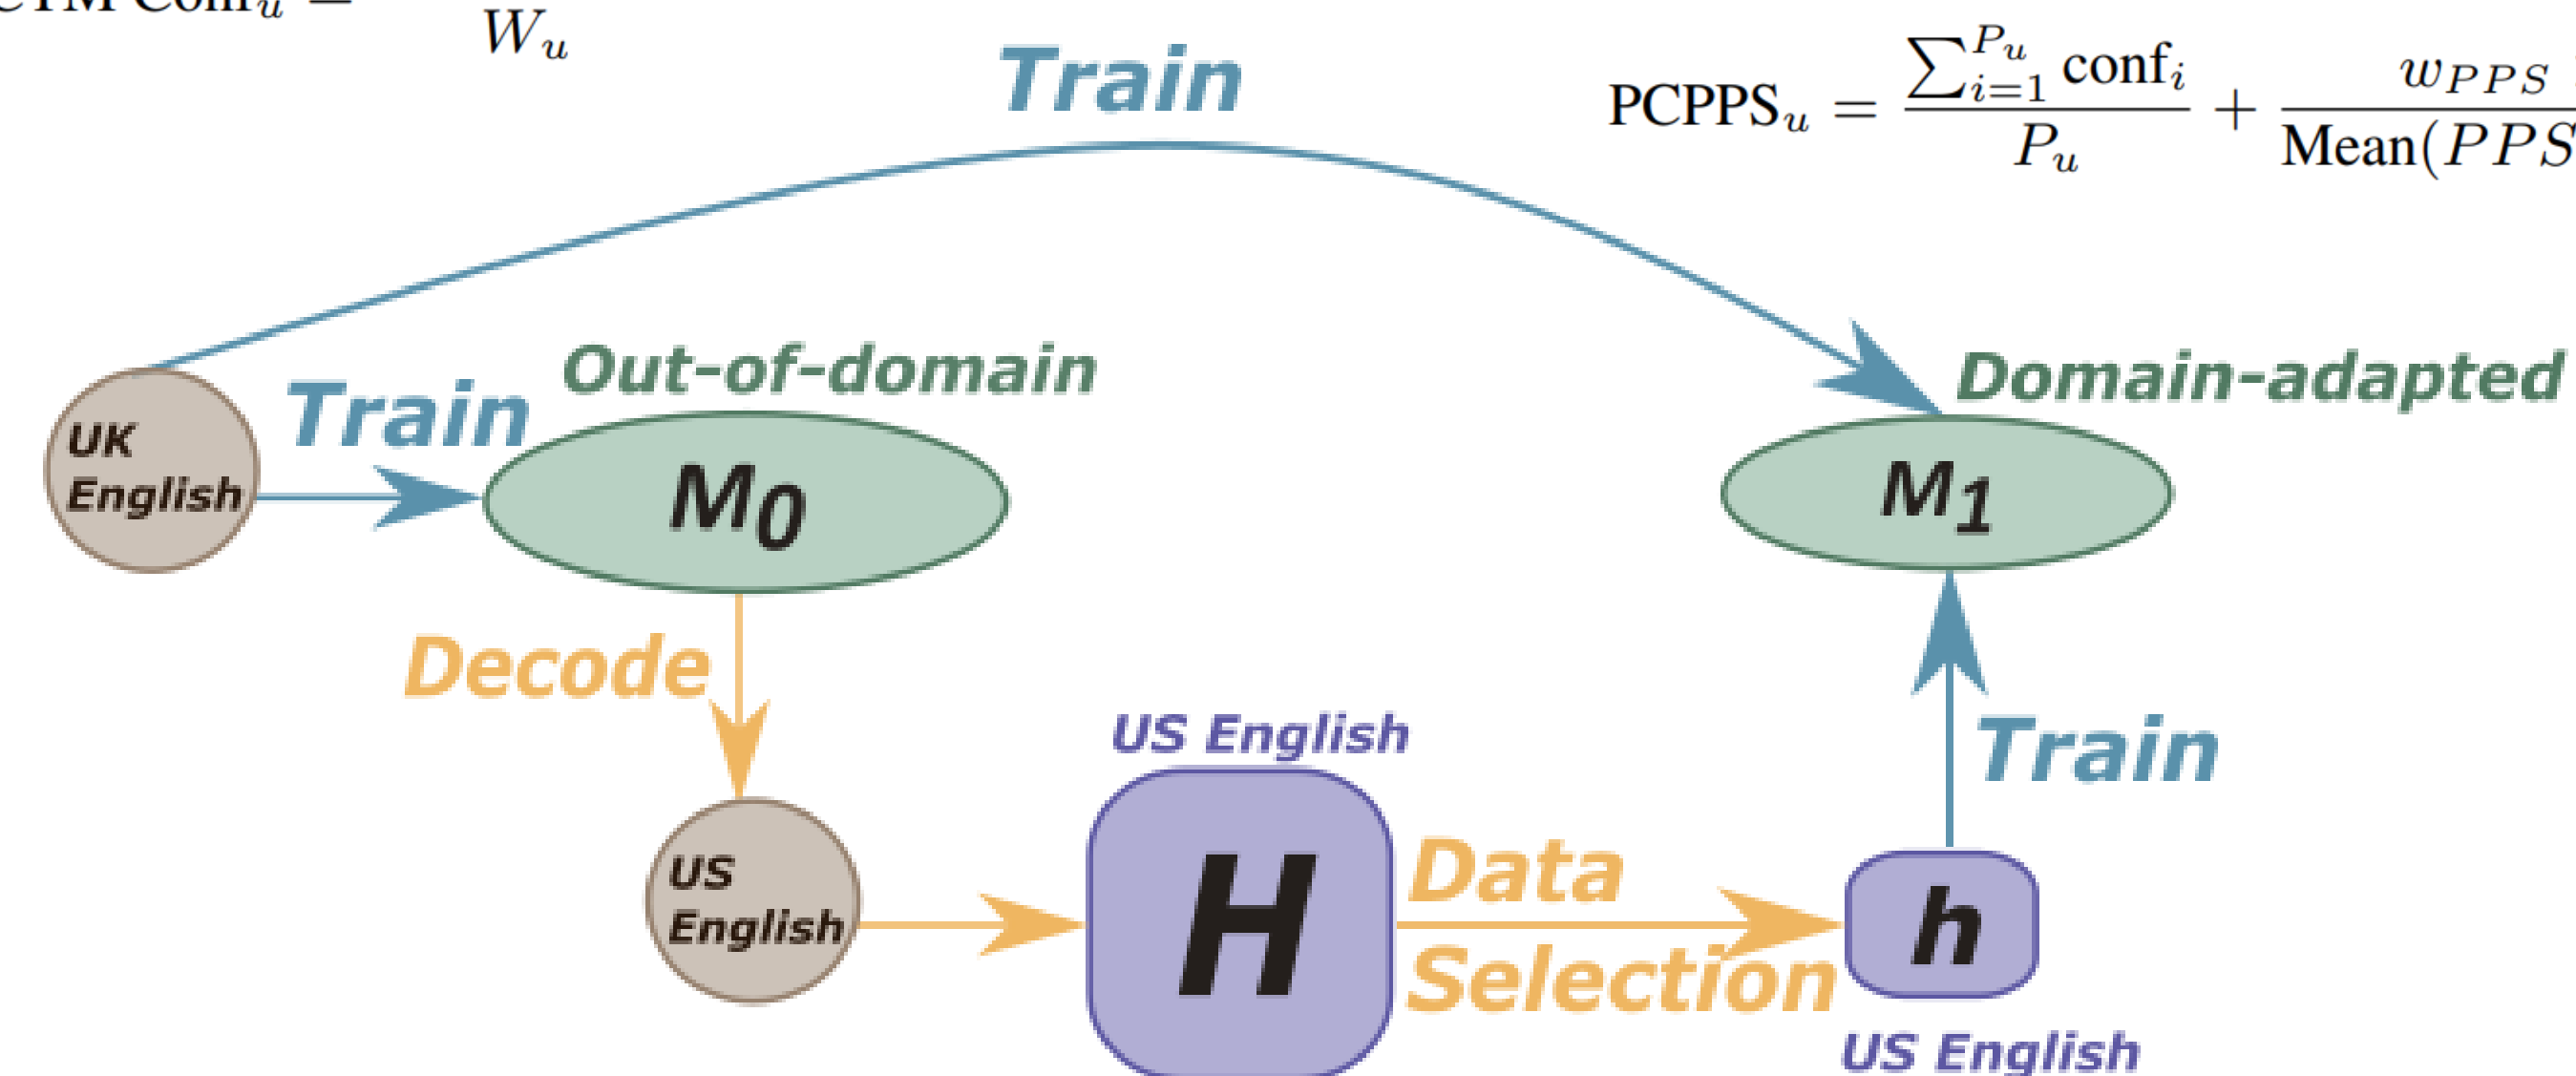 W_u
Train
PCPPS_u = \frac{\sum_{i=1}^{P_u} conf_i}{P_u} + \frac{w_{PPS}}{Mean(PPS}
Out-of-domain
Domain-adapted
Train
UK
English
M0
M1
Decode
US English
Train
US
English
H
Data
Selection
h
US English